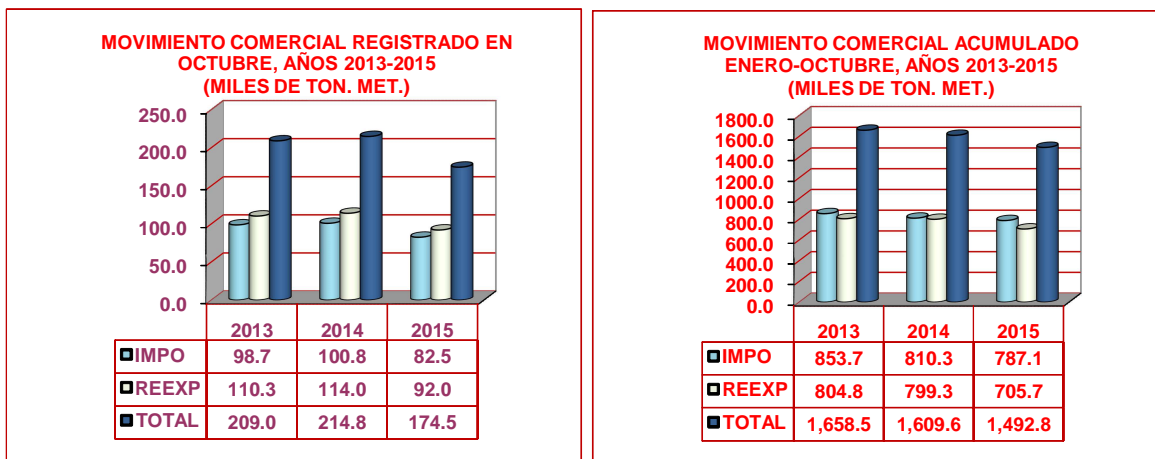 MOVIMIENTO COMERCIAL REGISTRADO EN
OCTUBRE, AÑOS 2013-2015
(MILES DE TON. MET.)
250.0
200.0
150.0
100.0
50.0
0.0
2013 2014 2015
IMPO 98.7 100.8 82.5
REEXP 110.3 114.0 92.0
TOTAL 209.0 214.8 174.5
MOVIMIENTO COMERCIAL ACUMULADO
ENERO-OCTUBRE, AÑOS 2013-2015
(MILES DE TON. MET.)
1800.0
1600.0
1400.0
1200.0
1000.0
800.0
600.0
400.0
200.0
0.0
2013 2014 2015
IMPO 853.7 810.3 787.1
REEXP 804.8 799.3 705.7
TOTAL 1,658.5 1,609.6 1,492.8